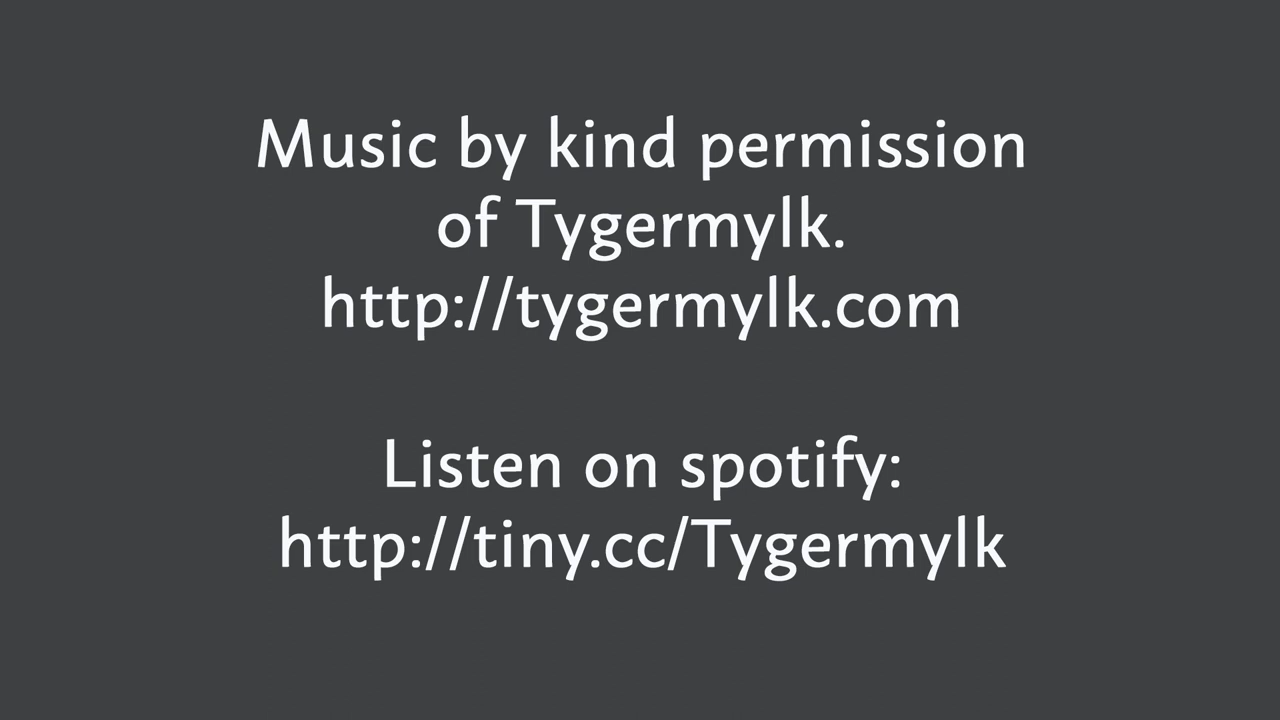 Music by kind permission
of Tygermylk.
http://tygermylk.com
Listen on spotify:
http://tiny.cc/Tygermylk